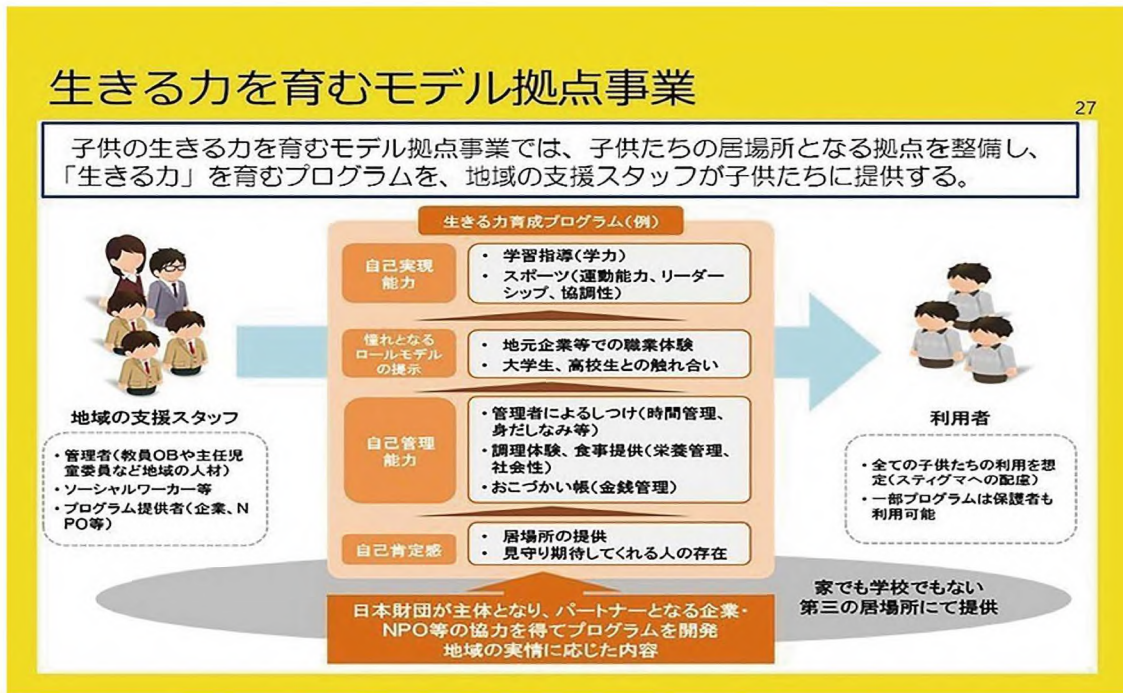 生きる力を育むモデル拠点事業
27
子供の生きる力を育むモデル拠点事業では、子供たちの居場所となる拠点を整備し、
「生きる力」を育むプログラムを、地域の支援スタッフが子供たちに提供する。
生きる力育成プログラム(例)
自己実現
能力
・ 学習指導(学力)
・ スポーツ(運動能力、リーダー
シップ、協調性)
憧れとなる
ロールモデル
の提示
・ 地元企業等での職業体験
・ 大学生、高校生との触れ合い
自己管理
能力
・管理者によるしつけ(時間管理、
身だしなみ等)
・調理体験、食事提供(栄養管理、
社会性)
・おこづかい帳(金銭管理)
自己肯定感
・ 居場所の提供
・ 見守り期待してくれる人の存在
地域の支援スタッフ
・管理者(教員OBや主任児
童委員など地域の人材)
・ソーシャルワーカー等
・プログラム提供者(企業、N
PO等)
利用者
・全ての子供たちの利用を想
定(スティグマへの配慮)
・一部プログラムは保護者も
利用可能
家でも学校でもない
第三の居場所にて提供
日本財団が主体となり、パートナーとなる企業・
NPO等の協力を得てプログラムを開発
地域の実情に応じた内容